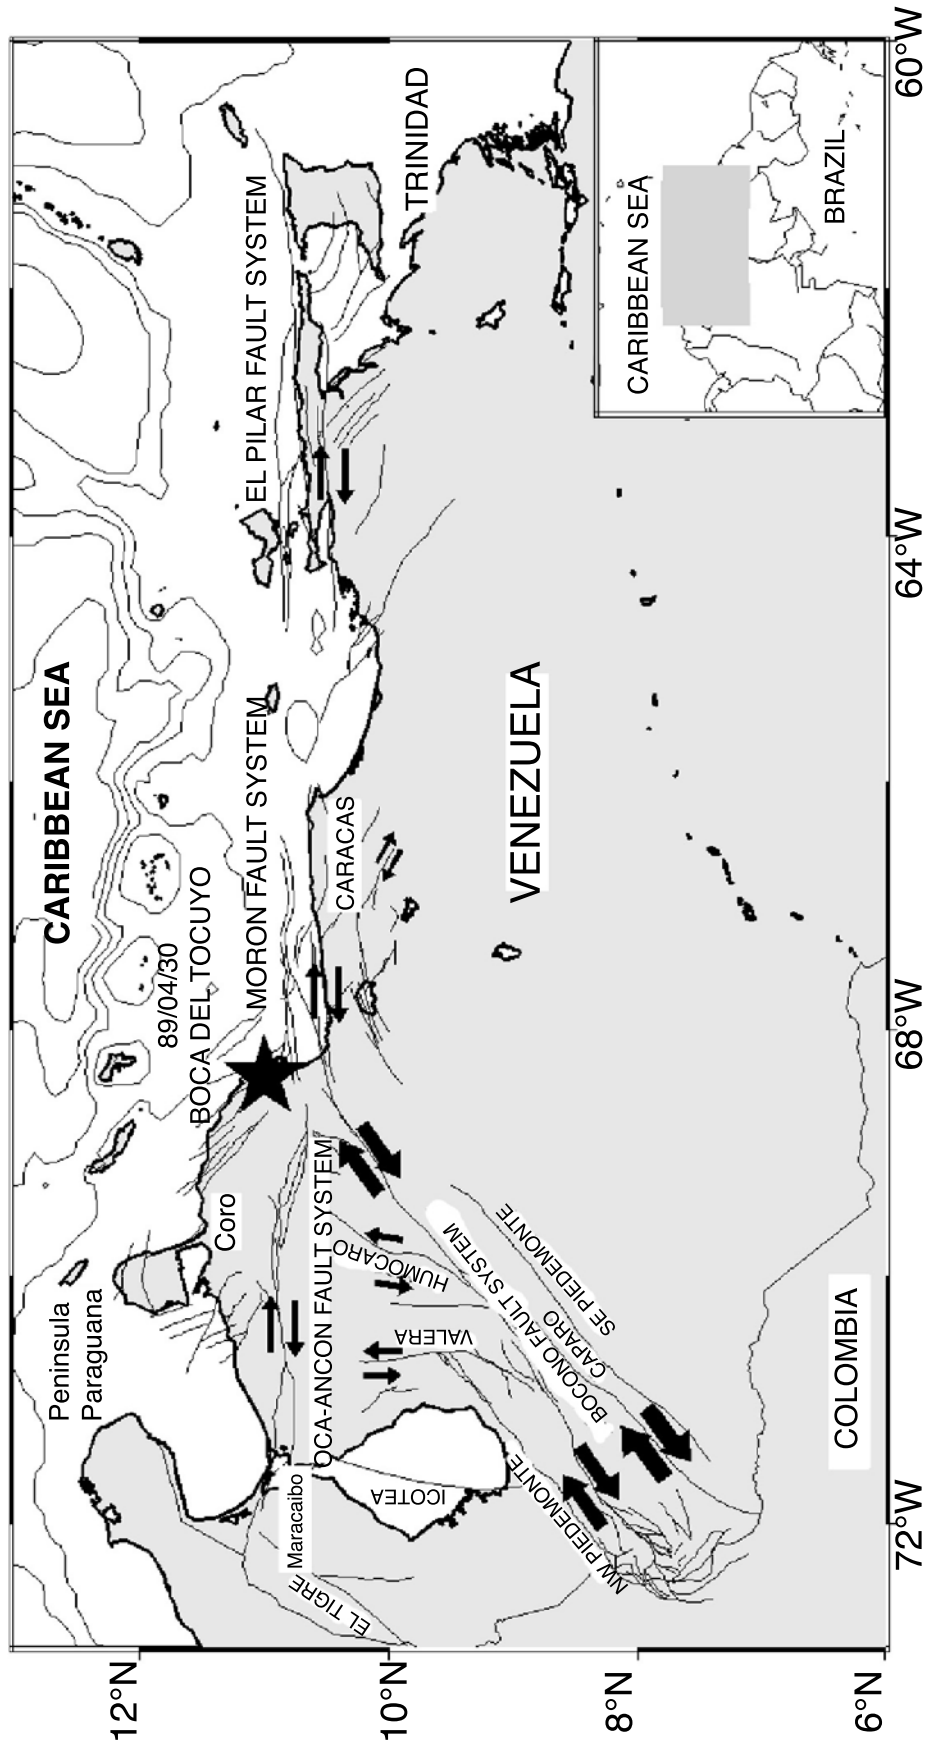 CARIBBEAN SEA
89/04/30
BOCA DEL TOCUYO
MORON FAULT SYSTEM
EL PILAR FAULT SYSTEM
TRINIDAD
Peninsula
Paraguana
Coro
CARACAS
Maracaibo
OCA-ANCON FAULT SYSTEM
EL TIGRE
ICOTEA
VALERA
HUMOCARO
NW PIEDEMONTE
BOCONO FAULT SYSTEM
CAPARO
SE PIEDEMONTE
VENEZUELA
COLOMBIA
CARIBBEAN SEA
BRAZIL
12°N
10°N
8°N
6°N
72°W
68°W
64°W
60°W